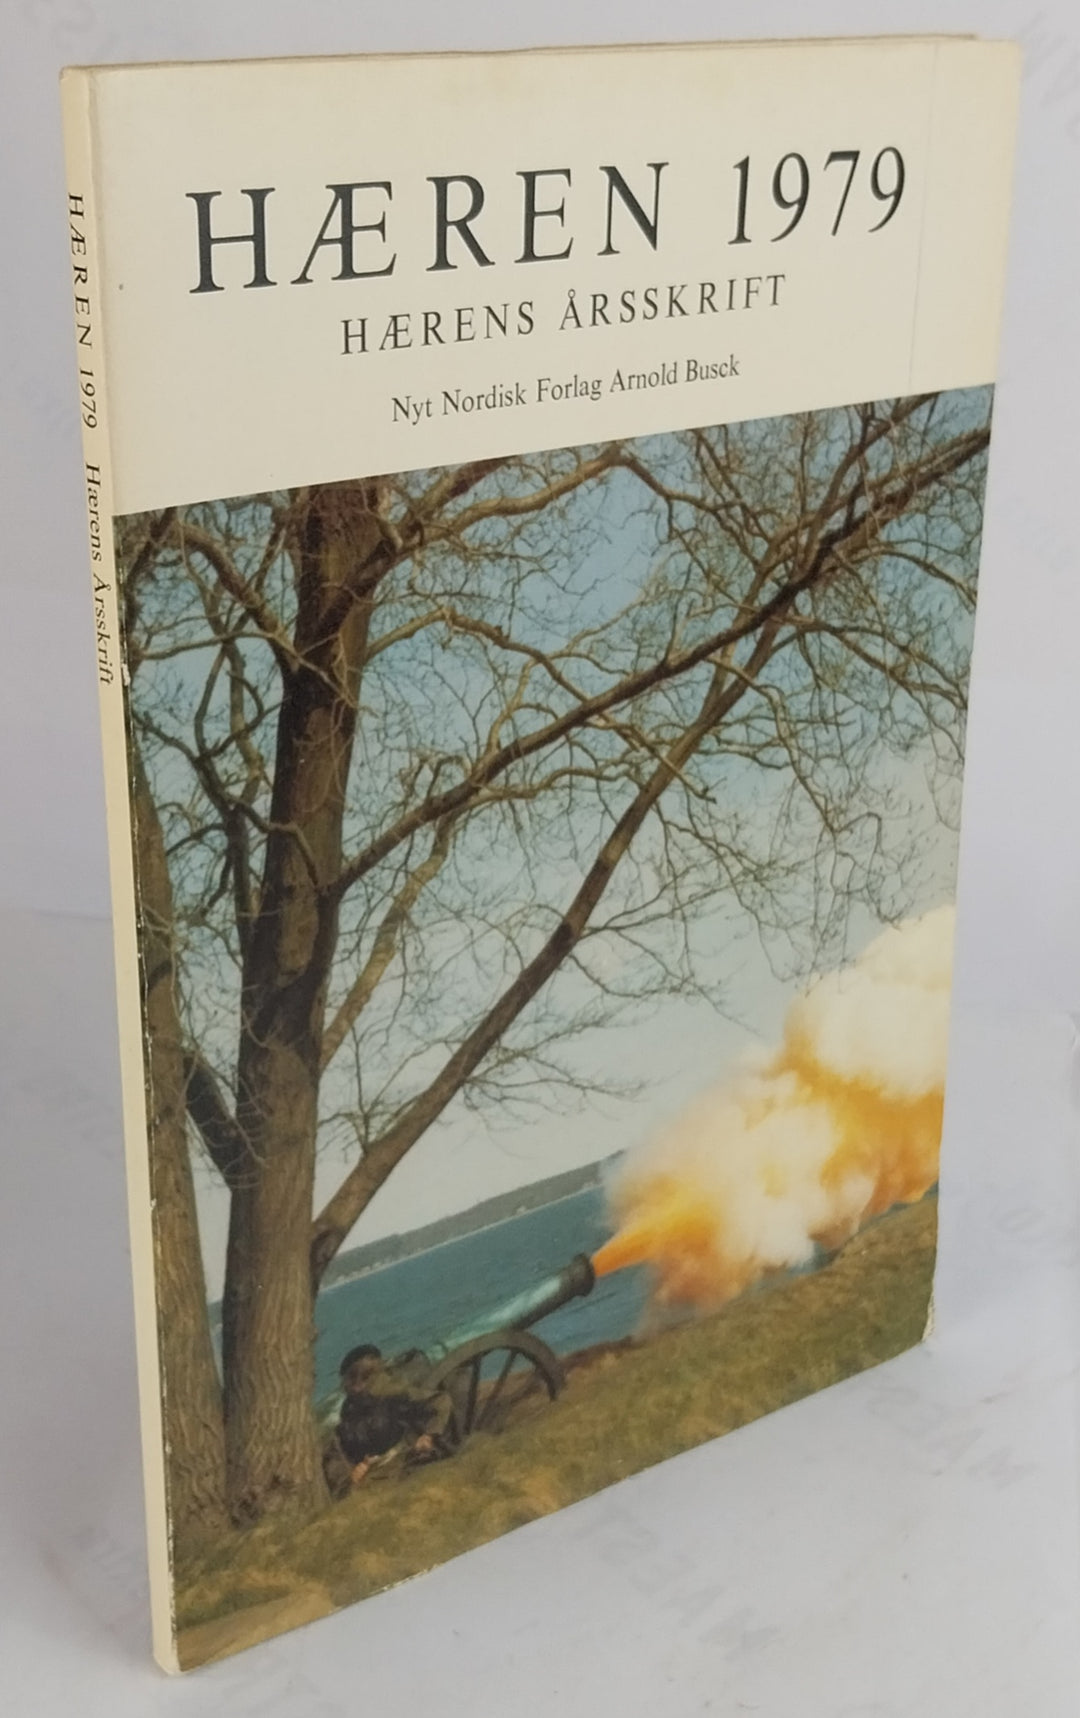 HÆREN 1979
HÆRENS ÅRSSKRIFT
Nyt Nordisk Forlag Arnold Busck
HÆREN 1979 Hærens Årsskrift